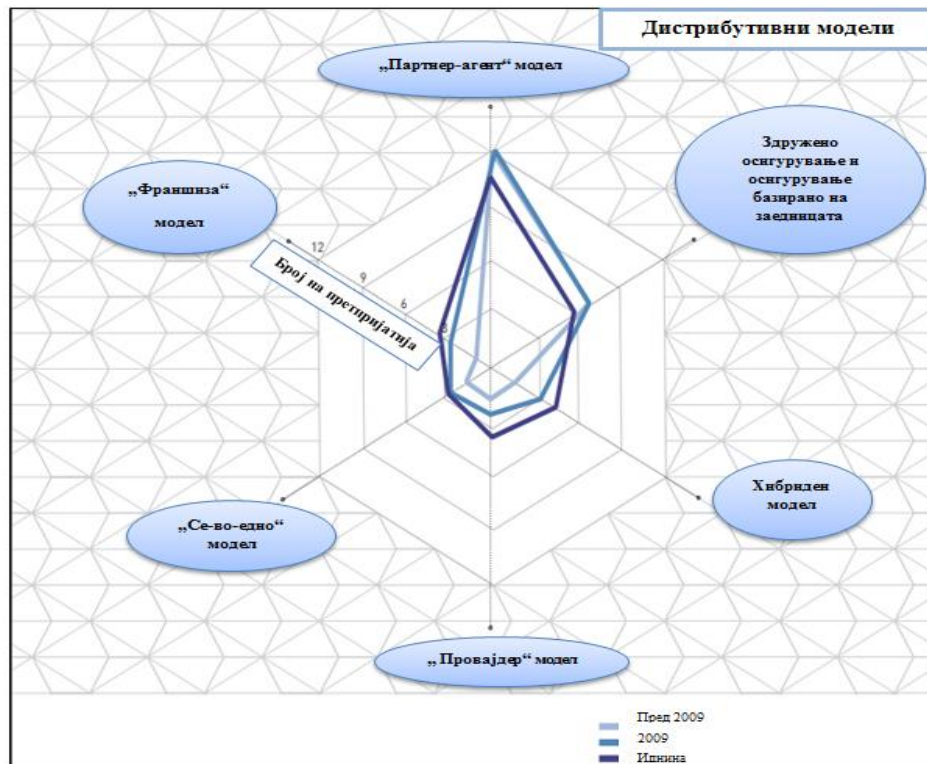 Дистрибутивни модели
„Партнер-агент“ модел
Здружено
осигурување и
осигурување
базирано на
заедницата
„Франшиза“
модел
12
9
6
3
Број на претпријатија
Хибриден
модел
„Се-во-едно“
модел
„ Провајдер“ модел
Пред 2009
2009
Иднина